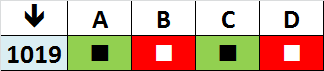 🡻 A B C D
1019 ■ ■ ■ ■